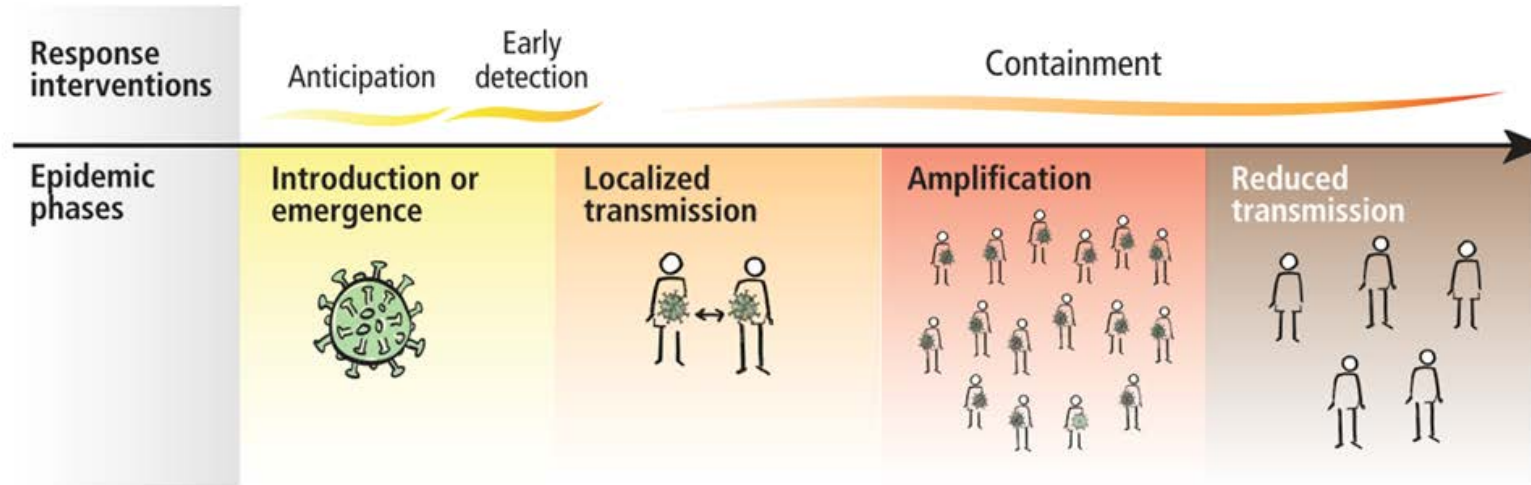 Response
interventions
Anticipation
Early
detection
Containment
Epidemic
phases
Introduction or
emergence
Localized
transmission
Amplification
Reduced
transmission